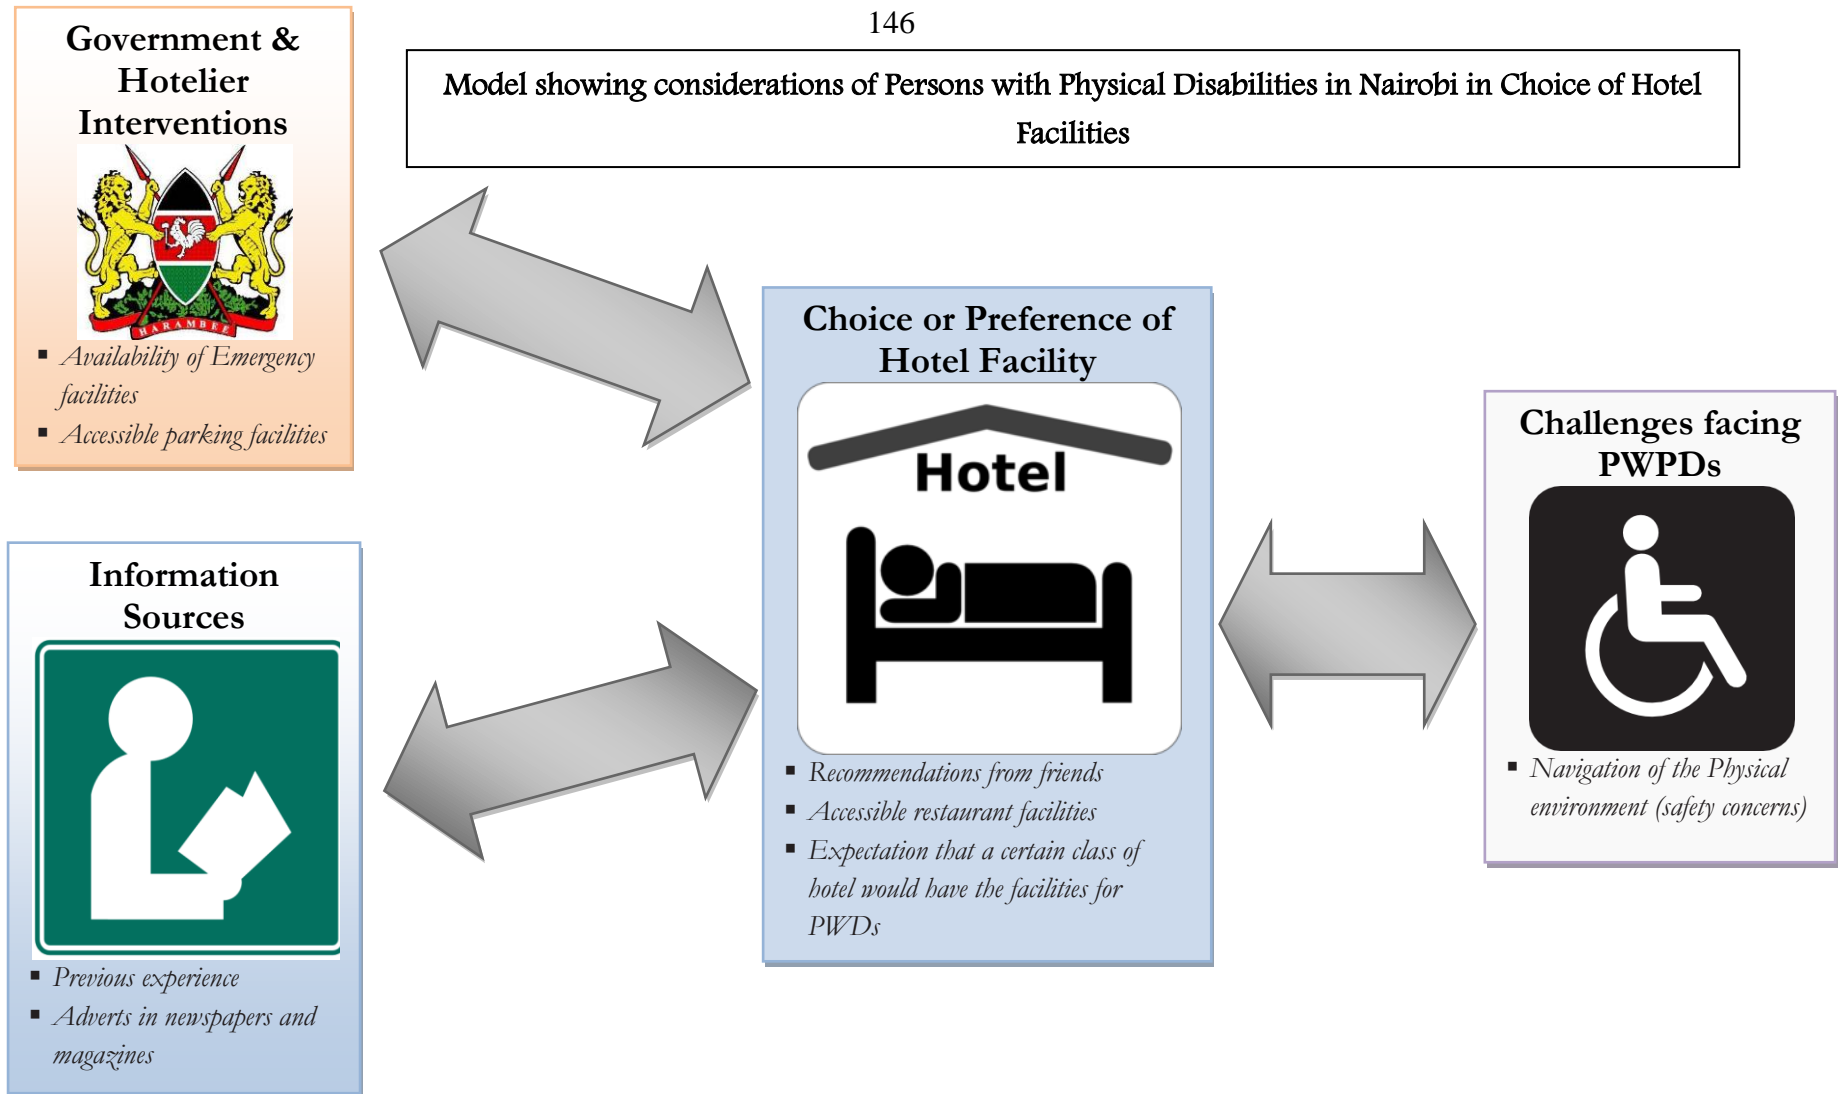 146
Model showing considerations of Persons with Physical Disabilities in Nairobi in Choice of Hotel
Facilities
Government &
Hotelier
Interventions
HARAMBEE
▪ Availability of Emergency
facilities
▪ Accessible parking facilities
Information
Sources
▪ Previous experience
▪ Adverts in newspapers and
magazines
Choice or Preference of
Hotel Facility
Hotel
▪ Recommendations from friends
▪ Accessible restaurant facilities
▪ Expectation that a certain class of
hotel would have the facilities for
PWDs
Challenges facing
PWPDs
▪ Navigation of the Physical
environment (safety concerns)